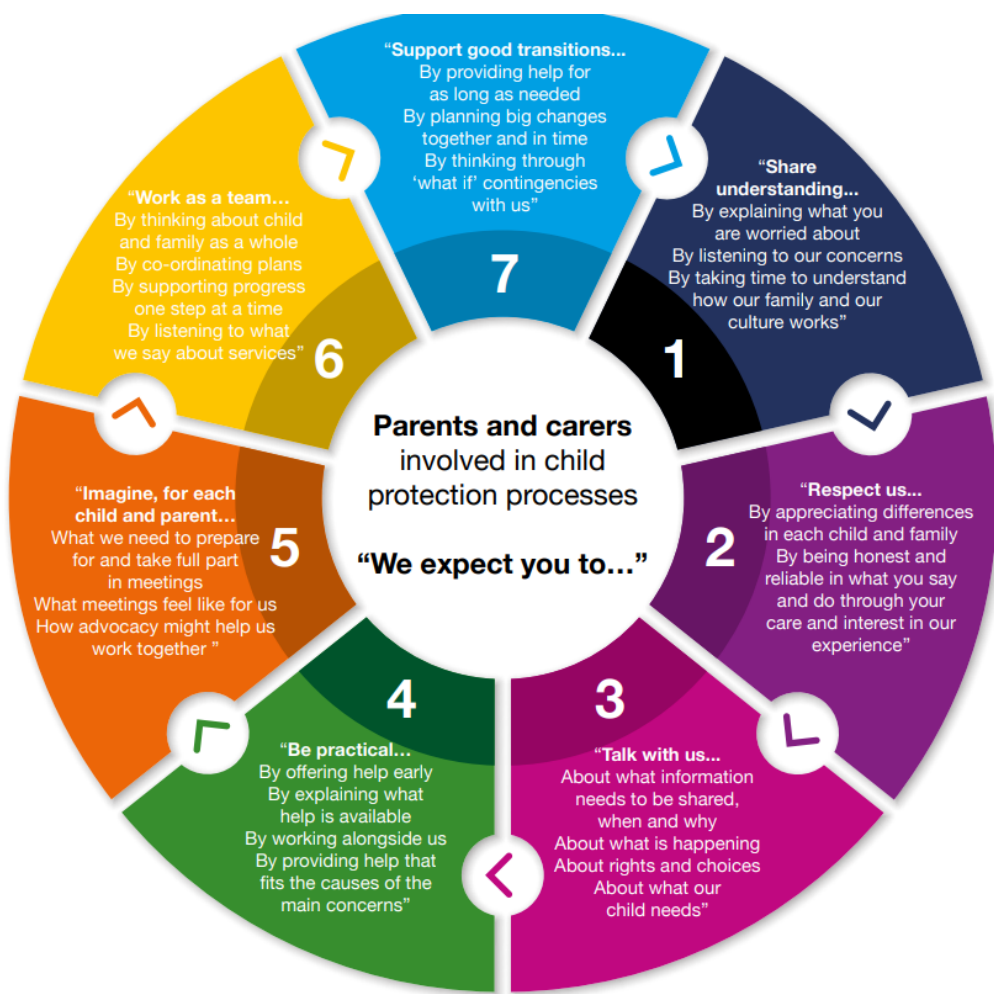 Parents and carers
involved in child
protection processes
“We expect you to...”
1
“Share
understanding...
By explaining what you
are worried about
By listening to our concerns
By taking time to understand
how our family and our
culture works”
2
“Respect us...
By appreciating differences
in each child and family
By being honest and
reliable in what you say
and do through your
care and interest in our
experience”
3
“Talk with us...
About what information
needs to be shared,
when and why
About what is happening
About rights and choices
About what our
child needs”
4
“Be practical...
By offering help early
By explaining what
help is available
By working alongside us
By providing help that
fits the causes of the
main concerns”
5
“Imagine, for each
child and parent...
What we need to prepare
for and take full part
in meetings
What meetings feel like for us
How advocacy might help us
work together ”
6
“Work as a team...
By thinking about child
and family as a whole
By co-ordinating plans
By supporting progress
one step at a time
By listening to what
we say about services”
7
“Support good transitions...
By providing help for
as long as needed
By planning big changes
together and in time
By thinking through
‘what if’ contingencies
with us”